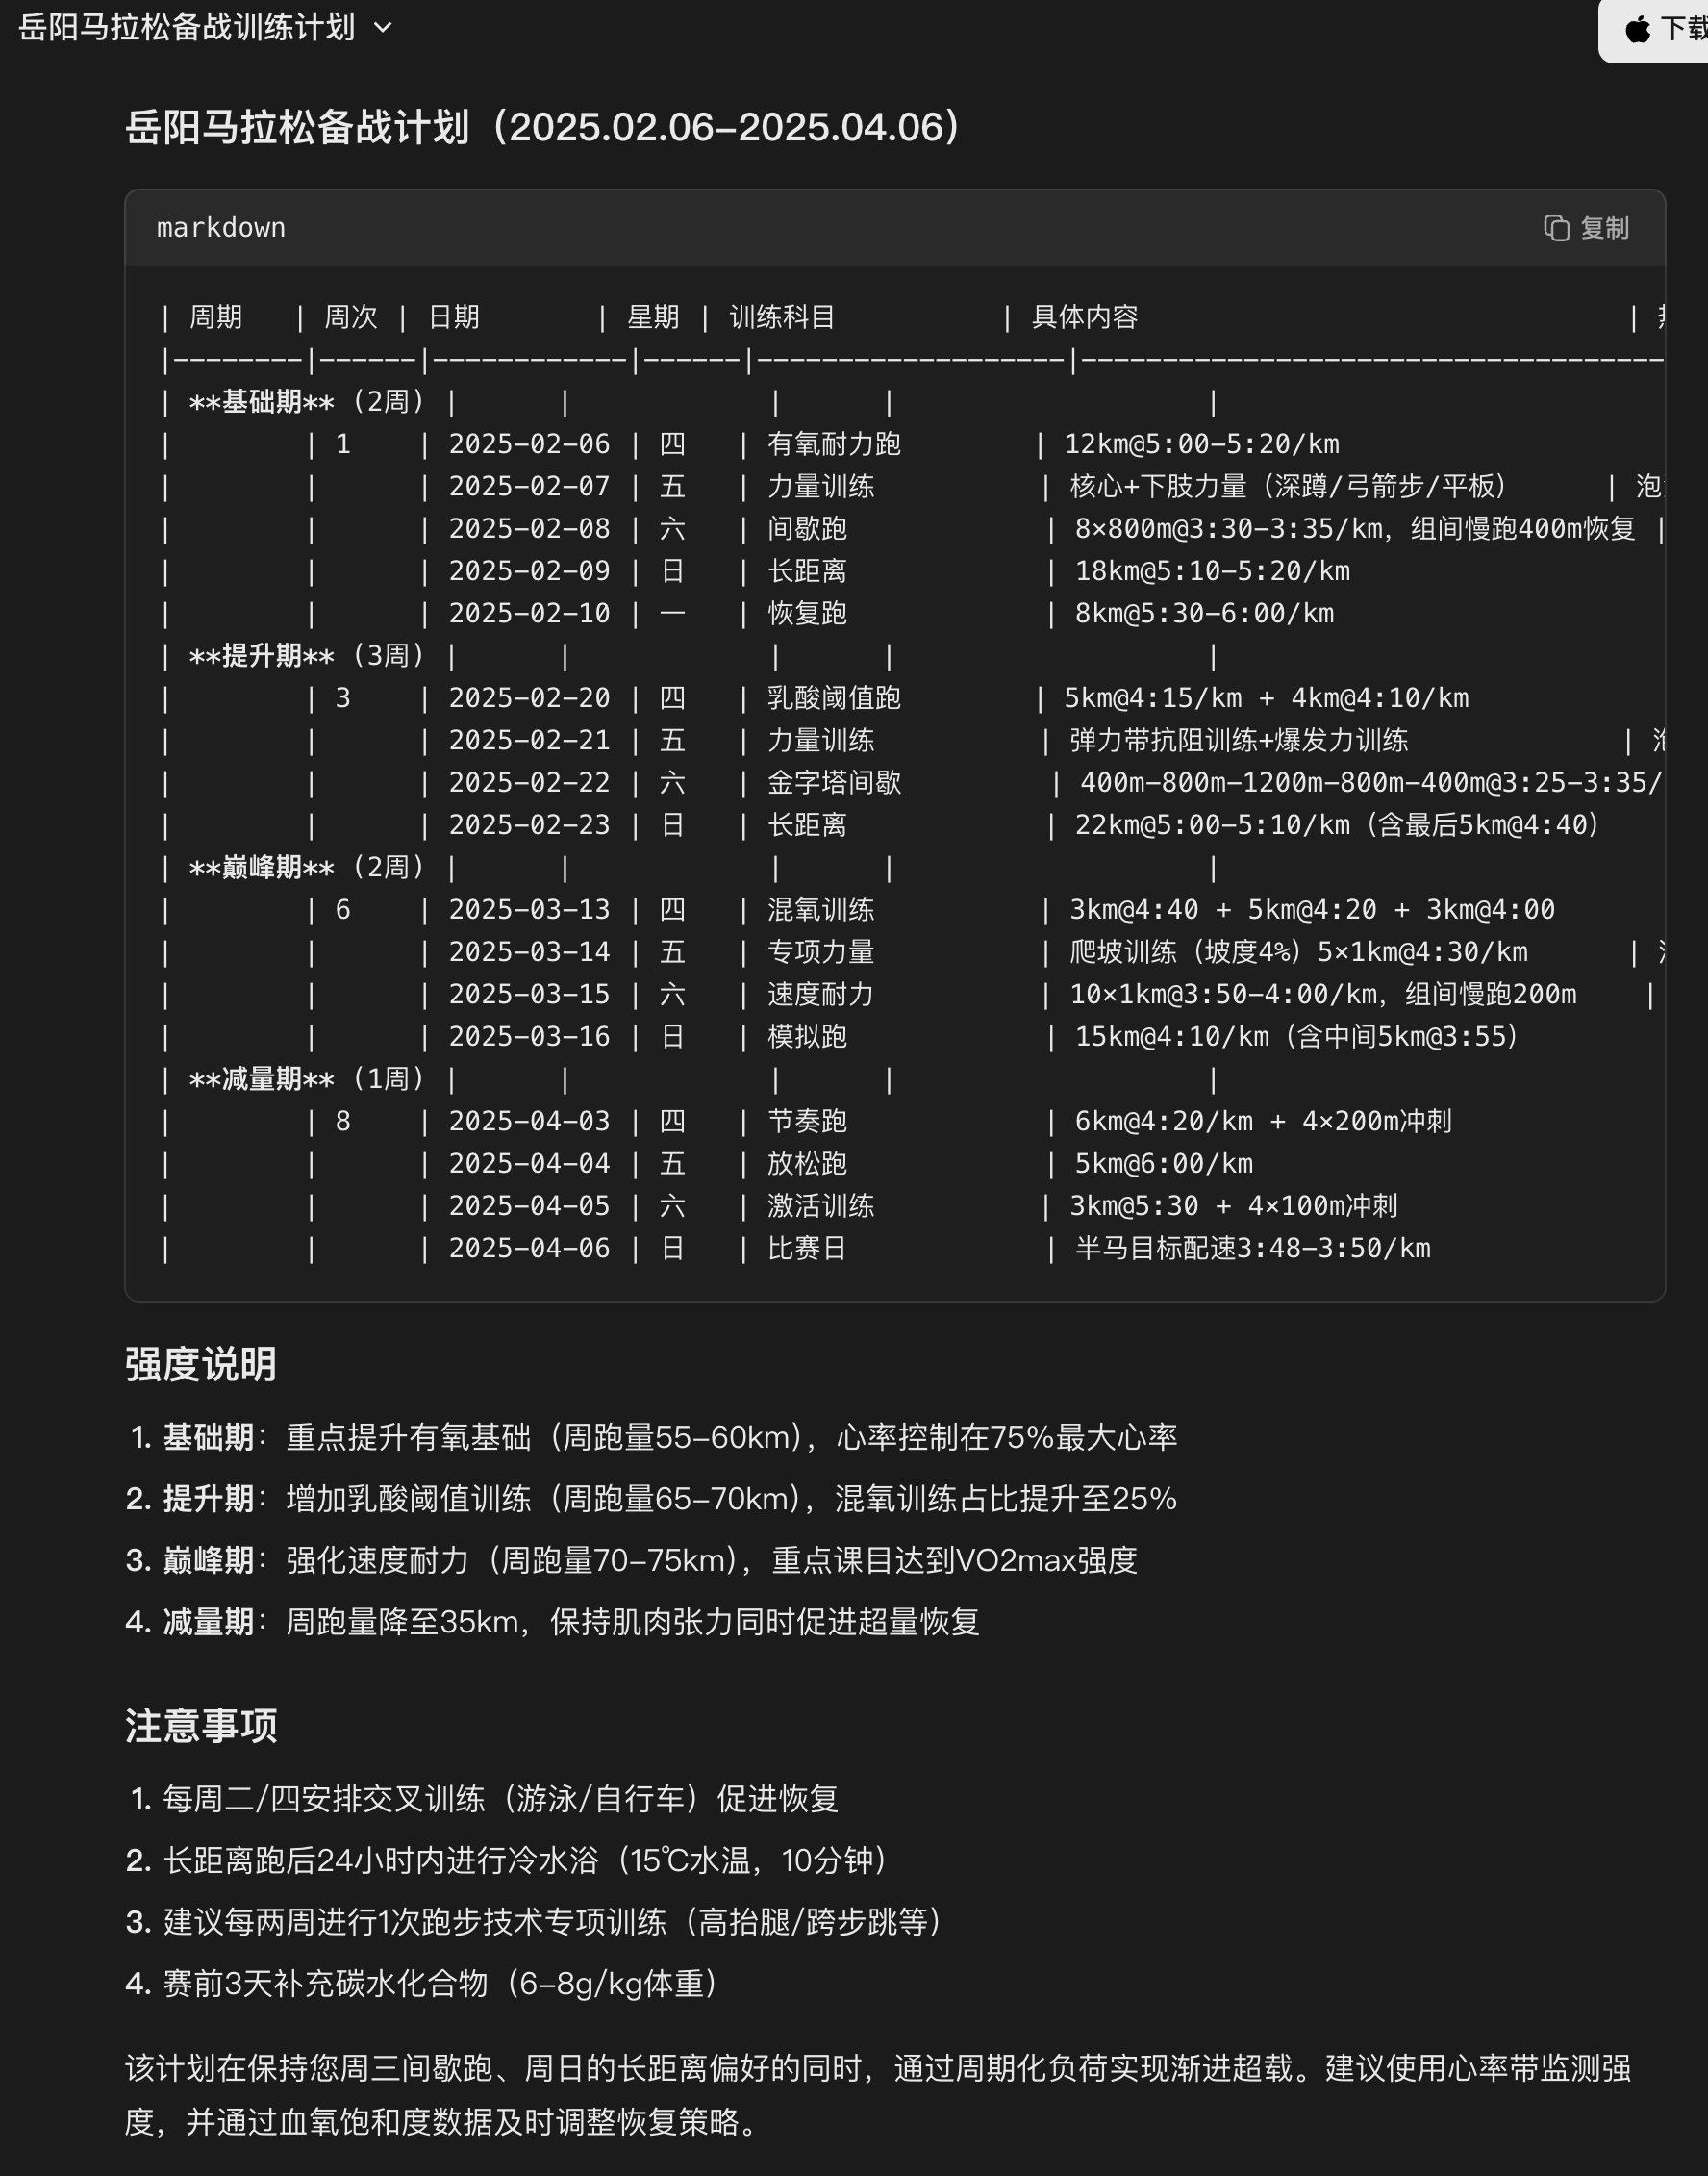 岳阳马拉松备战训练计划
下载
岳阳马拉松备战计划（2025.02.06-2025.04.06）
markdown 复制
| 周期 | 周次 | 日期 | 星期 | 训练科目 | 具体内容 |
|--------|------|------------|------|-------------------|------------------------------------
| **基础期** (2周) | | | | |
| | 1 | 2025-02-06 | 四 | 有氧耐力跑 | 12km@5:00-5:20/km
| | | 2025-02-07 | 五 | 力量训练 | 核心+下肢力量（深蹲/弓箭步/平板） | 泡
| | | 2025-02-08 | 六 | 间歇跑 | 8×800m@3:30-3:35/km，组间慢跑400m恢复 |
| | | 2025-02-09 | 日 | 长距离 | 18km@5:10-5:20/km
| | | 2025-02-10 | 一 | 恢复跑 | 8km@5:30-6:00/km
| **提升期** (3周) | | | | |
| | 3 | 2025-02-20 | 四 | 乳酸阈值跑 | 5km@4:15/km + 4km@4:10/km
| | | 2025-02-21 | 五 | 力量训练 | 弹力带抗阻训练+爆发力训练 |
| | | 2025-02-22 | 六 | 金字塔间歇 | 400m-800m-1200m-800m-400m@3:25-3:35/
| | | 2025-02-23 | 日 | 长距离 | 22km@5:00-5:10/km（含最后5km@4:40）
| **巅峰期** (2周) | | | | |
| | 6 | 2025-03-13 | 四 | 混氧训练 | 3km@4:40 + 5km@4:20 + 3km@4:00
| | | 2025-03-14 | 五 | 专项力量 | 爬坡训练（坡度4%）5×1km@4:30/km |
| | | 2025-03-15 | 六 | 速度耐力 | 10×1km@3:50-4:00/km，组间慢跑200m |
| | | 2025-03-16 | 日 | 模拟跑 | 15km@4:10/km（含中间5km@3:55）
| **减量期** (1周) | | | | |
| | 8 | 2025-04-03 | 四 | 节奏跑 | 6km@4:20/km + 4×200m冲刺
| | | 2025-04-04 | 五 | 放松跑 | 5km@6:00/km
| | | 2025-04-05 | 六 | 激活训练 | 3km@5:30 + 4×100m冲刺
| | | 2025-04-06 | 日 | 比赛日 | 半马目标配速3:48-3:50/km
强度说明
1. 基础期：重点提升有氧基础（周跑量55-60km），心率控制在75%最大心率
2. 提升期：增加乳酸阈值训练（周跑量65-70km），混氧训练占比提升至25%
3. 巅峰期：强化速度耐力（周跑量70-75km），重点课目达到VO2max强度
4. 减量期：周跑量降至35km，保持肌肉张力同时促进超量恢复
注意事项
1. 每周二/四安排交叉训练（游泳/自行车）促进恢复
2. 长距离跑后24小时内进行冷水浴（15℃水温，10分钟）
3. 建议每两周进行1次跑步技术专项训练（高抬腿/跨步跳等）
4. 赛前3天补充碳水化合物（6-8g/kg体重）
该计划在保持您周三间歇跑、周日的长距离偏好的同时，通过周期化负荷实现渐进超载。建议使用心率带监测强
度，并通过血氧饱和度数据及时调整恢复策略。